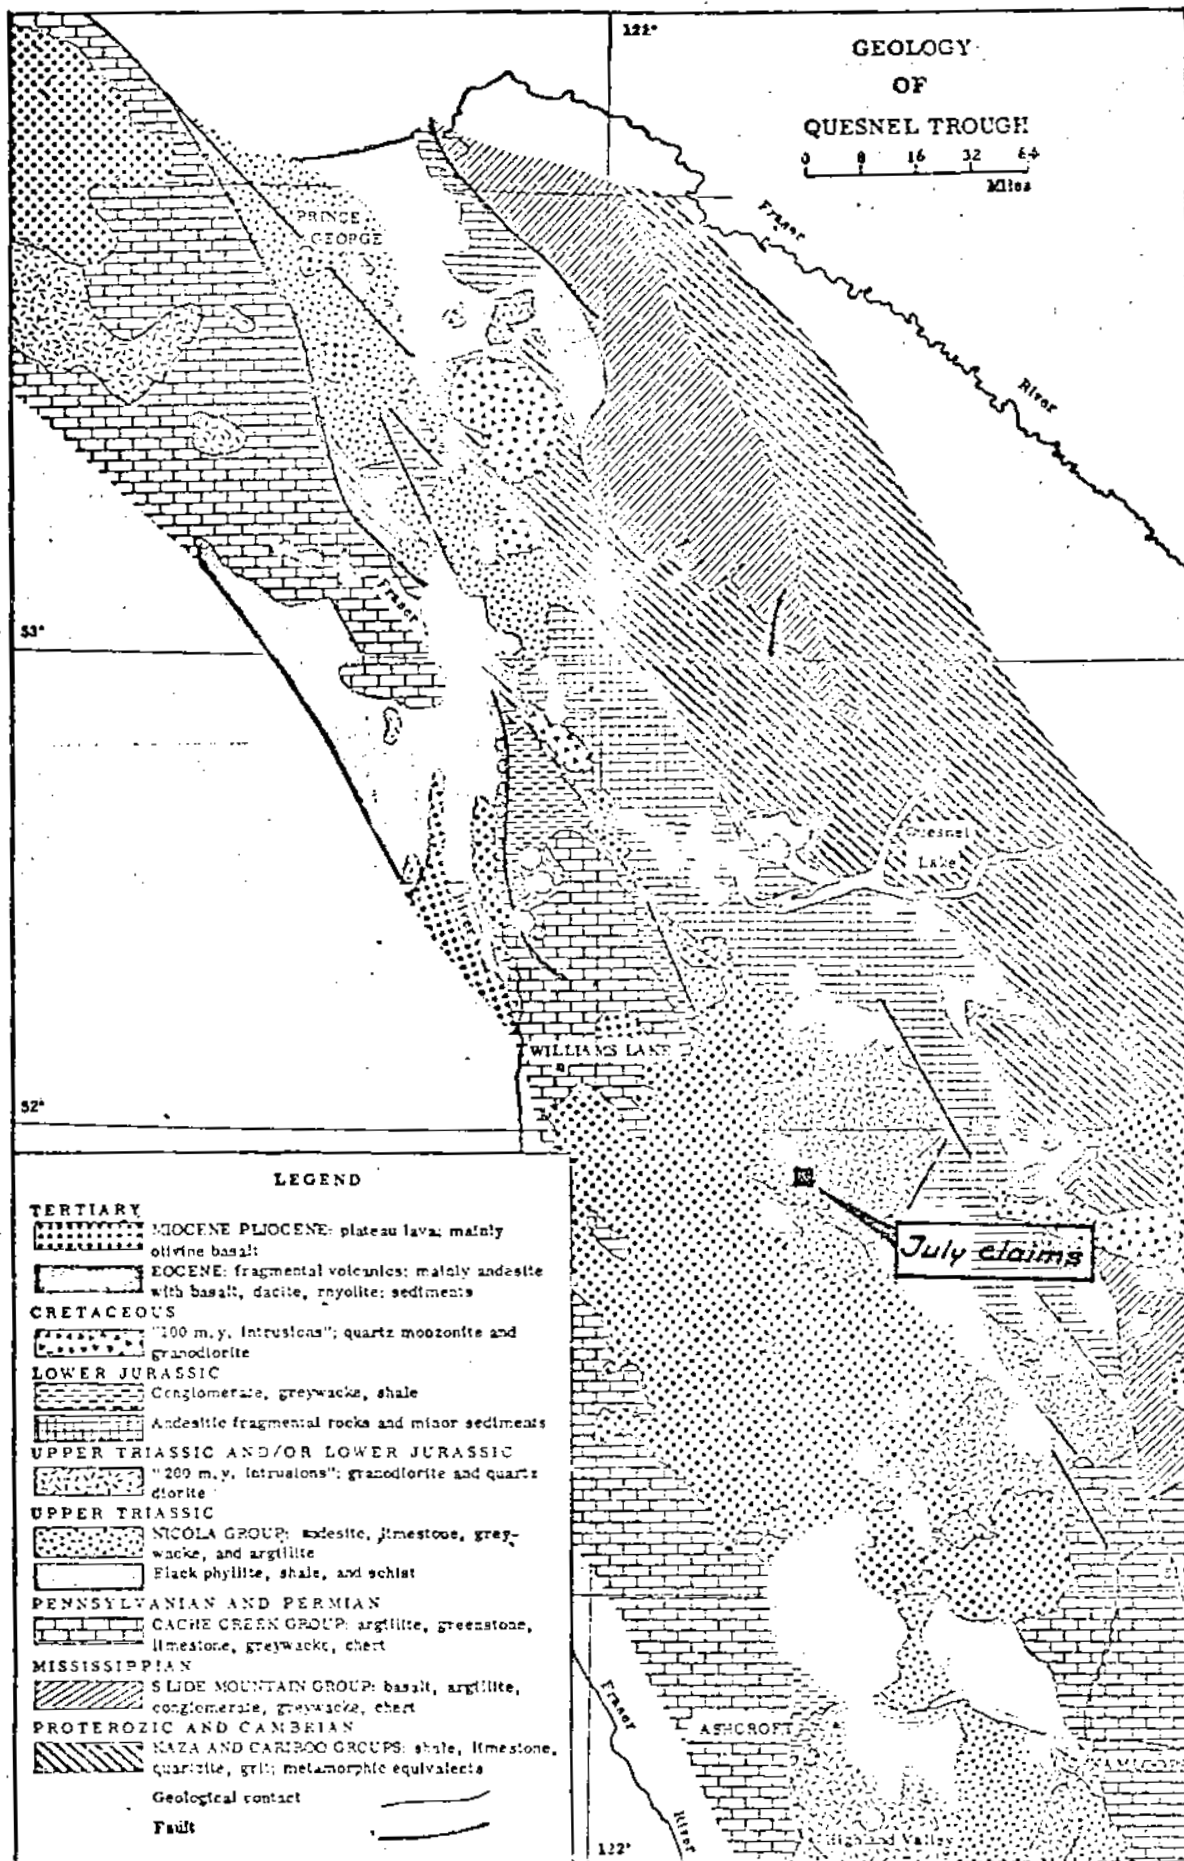 122°
GEOLOGY
OF
QUESNEL TROUGH
0 8 16 32 64
Miles
Fraser
River
PRINCE
GEORGE
Fraser
53°
Quesnel
Lake
WILLIAMS LAKE
52°
July claims
LEGEND
TERTIARY
MIOCENE PLIOCENE: plateau lava; mainly
olivine basalt
EOCENE: fragmental volcanics; mainly andesite
with basalt, dacite, rhyolite; sediments
CRETACEOUS
"100 m.y. intrusions"; quartz monzonite and
granodiorite
LOWER JURASSIC
Conglomerate, greywacke, shale
Andesitic fragmental rocks and minor sediments
UPPER TRIASSIC AND/OR LOWER JURASSIC
"200 m.y. intrusions"; granodiorite and quartz
diorite
UPPER TRIASSIC
NICOLA GROUP: andesite, limestone, grey-
wacke, and argillite
Black phyllite, shale, and schist
PENNSYLVANIAN AND PERMIAN
CACHE CREEK GROUP: argillite, greenstone,
limestone, greywacke, chert
MISSISSIPPIAN
SLIDE MOUNTAIN GROUP: basalt, argillite,
conglomerate, greywacke, chert
PROTEROZIC AND CAMBRIAN
KAZA AND CARIBOO GROUPS: shale, limestone,
quartzite, grit; metamorphic equivalents
Geological contact
Fault
Fraser
River
ASHCROFT
Highland Valley
122°